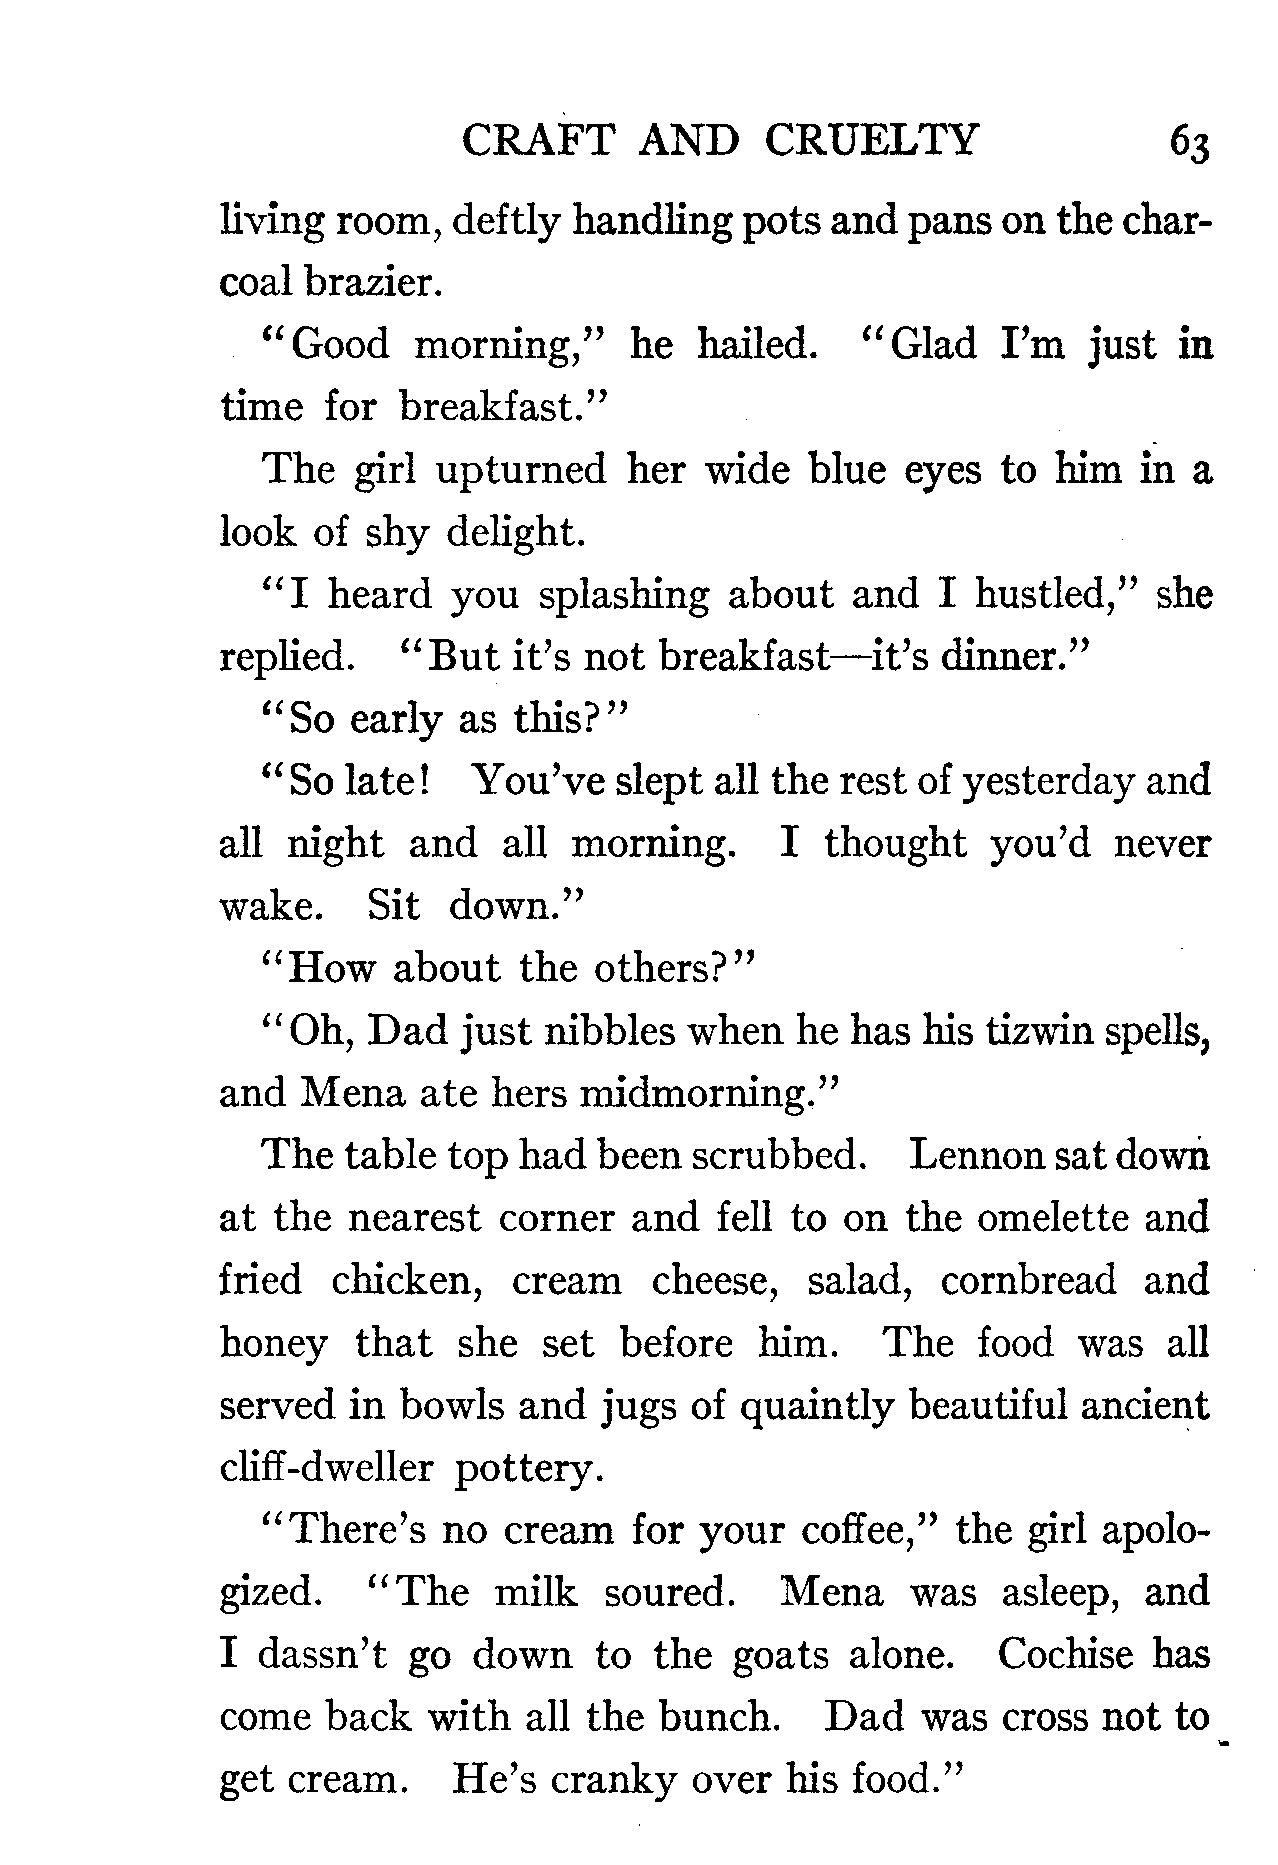 CRAFT AND CRUELTY 63
living room, deftly handling pots and pans on the char-
coal brazier.
"Good morning," he hailed. "Glad I'm just in
time for breakfast."
The girl upturned her wide blue eyes to him in a
look of shy delight.
"I heard you splashing about and I hustled," she
replied. "But it's not breakfast—it's dinner."
"So early as this?"
"So late! You've slept all the rest of yesterday and
all night and all morning. I thought you'd never
wake. Sit down."
"How about the others?"
"Oh, Dad just nibbles when he has his tizwin spells,
and Mena ate hers midmorning."
The table top had been scrubbed. Lennon sat down
at the nearest corner and fell to on the omelette and
fried chicken, cream cheese, salad, cornbread and
honey that she set before him. The food was all
served in bowls and jugs of quaintly beautiful ancient
cliff-dweller pottery.
"There's no cream for your coffee," the girl apolo-
gized. "The milk soured. Mena was asleep, and
I dassn't go down to the goats alone. Cochise has
come back with all the bunch. Dad was cross not to
get cream. He's cranky over his food."